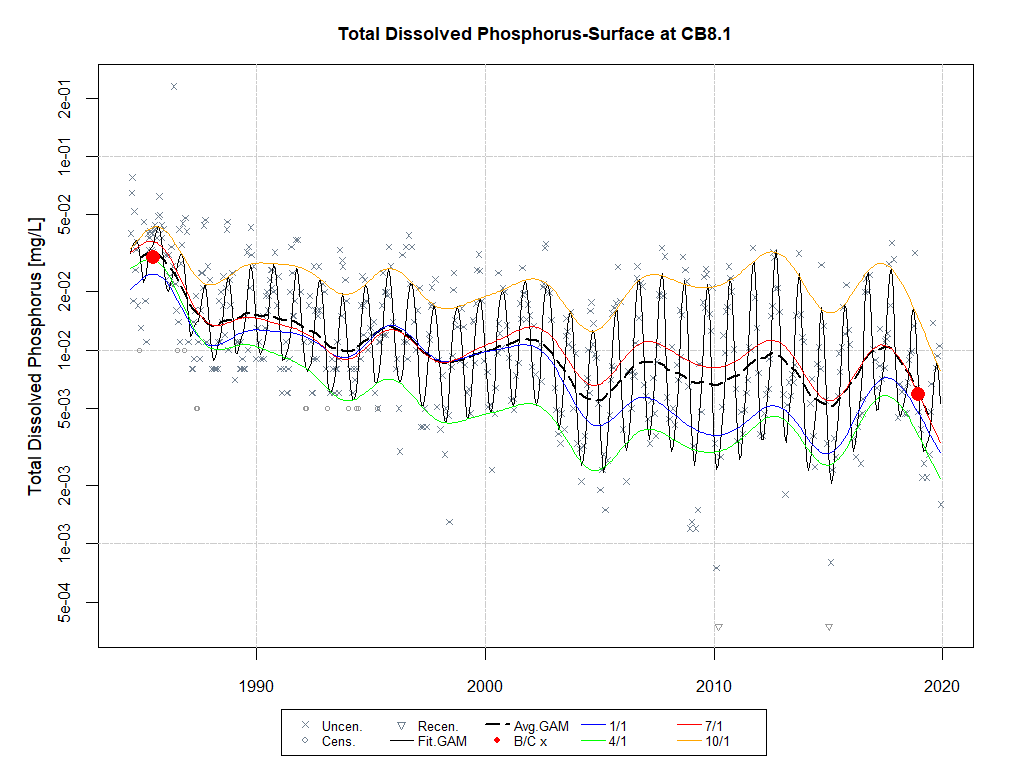 Total Dissolved Phosphorus-Surface at CB8.1
Total Dissolved Phosphorus [mg/L]
2e-01
1e-01
5e-02
2e-02
1e-02
5e-03
2e-03
1e-03
5e-04
1990 2000 2010 2020
Uncen. Recen. Avg.GAM 1/1 7/1
Cens. Fit.GAM B/C x 4/1 10/1